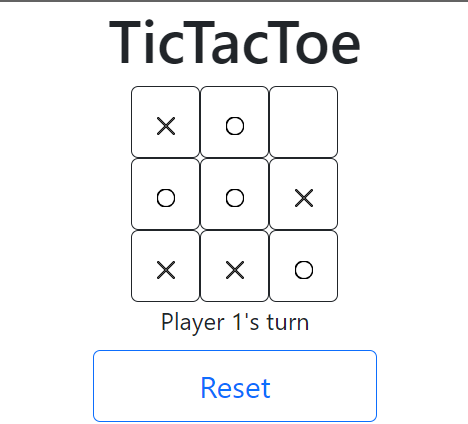 TicTacToe
× ○
○ ○ ×
× × ○
Player 1's turn
Reset